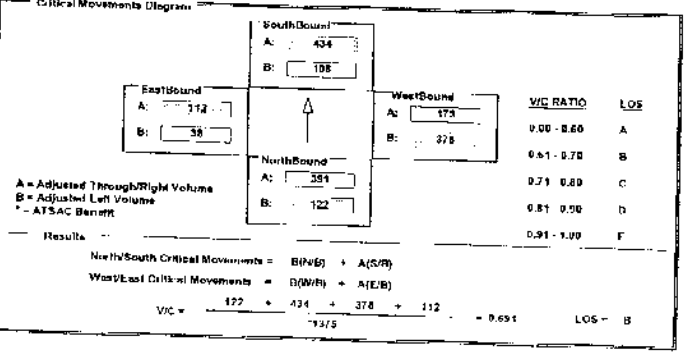 Critical Movements Diagram
SouthBound
A: 434
B: 108
EastBound
A: 112
B: 38
WestBound
A: 173
B: 378
V/C RATIO LOS
0.00 - 0.60 A
0.61 - 0.70 B
0.71 0.80 C
0.81 0.90 D
0.91 - 1.00
NorthBound
A: 391
B: 122
A = Adjusted Through/Right Volume
B = Adjusted Left Volume
* - ATSAC Benefit
Results
North/South Critical Movements = B(N/B) + A(S/B)
West/East Critical Movements = B(W/B) + A(E/B)
V/C = 122 + 434 + 378 + 112
= 0.691 LOS = B